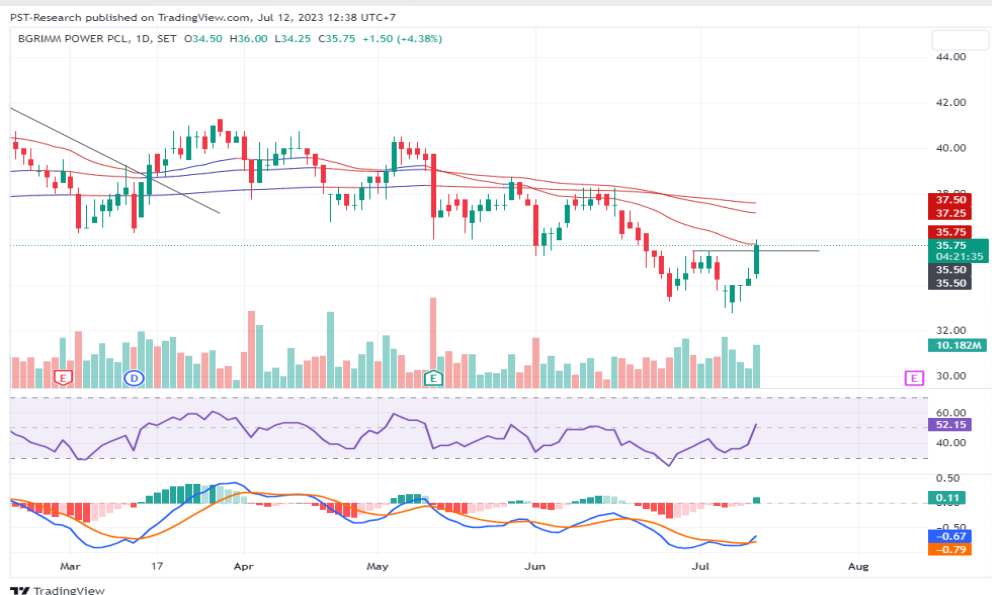 PST-Research published on TradingView.com, Jul 12, 2023 12:38 UTC+7
BGRIMM POWER PCL, 1D, SET O34.50 H36.00 L34.25 C35.75 +1.50 (+4.38%)
44.00
42.00
40.00
38.00
37.50
37.25
35.75
35.75
04:21:35
35.50
35.50
32.00
10.182M
30.00
E
D
E
E
60.00
52.15
40.00
0.50
0.11
−0.50
−0.67
−0.79
Mar 17 Apr May Jun Jul Aug
TradingView